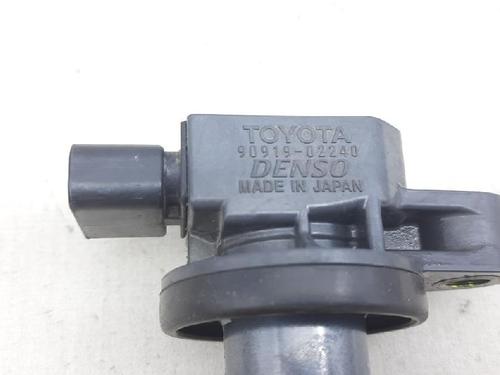 TOYOTA
90919-02240
DENSO
MADE IN JAPAN